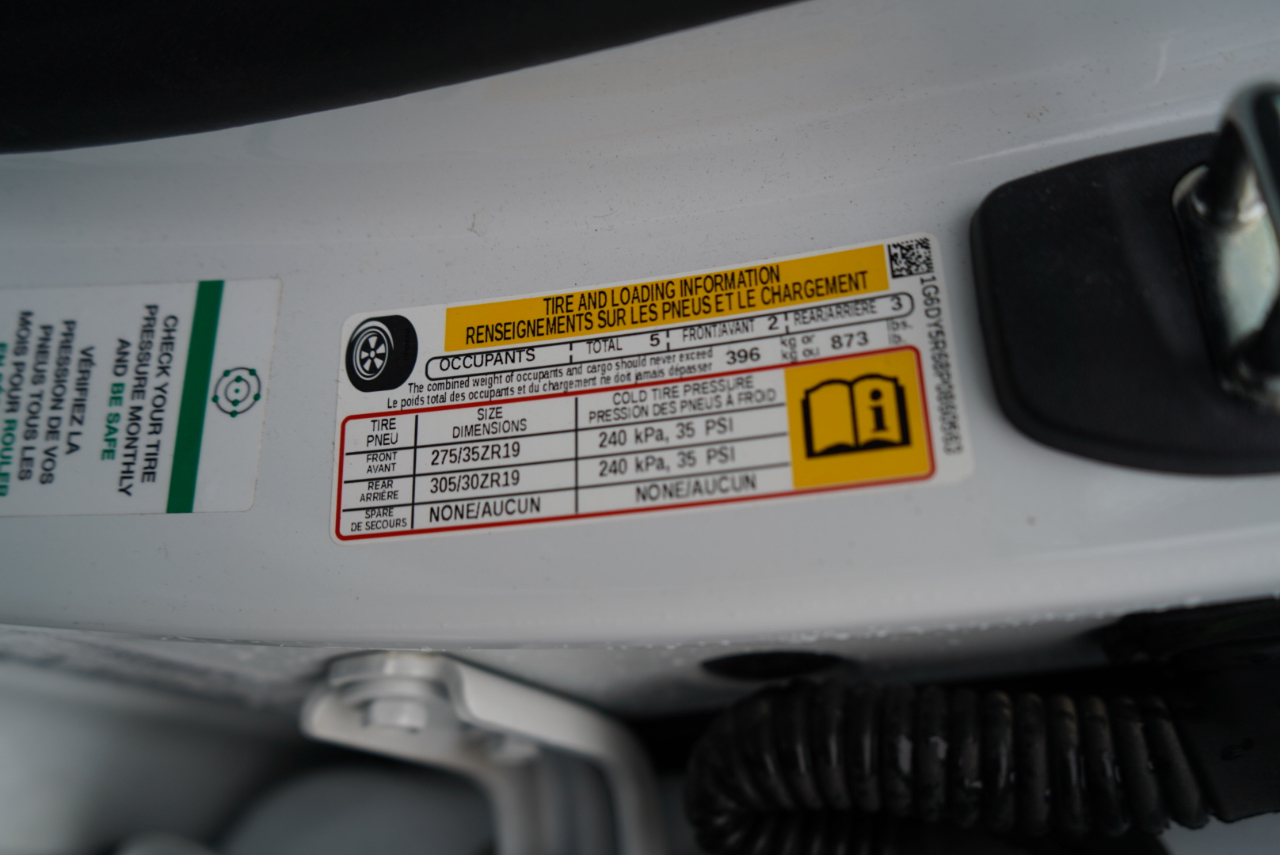 CHECK YOUR TIRE
PRESSURE MONTHLY
AND BE SAFE
VÉRIFIEZ LA
PRESSION DE VOS
PNEUS TOUS LES
MOIS POUR
ROULER
TIRE AND LOADING INFORMATION
RENSEIGNEMENTS SUR LES PNEUS ET LE CHARGEMENT
OCCUPANTS TOTAL 5 FRONT/AVANT 2 REAR/ARRIÈRE 3
The combined weight of occupants and cargo should never exceed 396 kg or 873 lbs.
Le poids total des occupants et du chargement ne doit jamais dépasser kg ou lb.
TIRE PNEU SIZE DIMENSIONS COLD TIRE PRESSURE PRESSION DES PNEUS À FROID
FRONT AVANT 275/35ZR19 240 kPa, 35 PSI
REAR ARRIÈRE 305/30ZR19 240 kPa, 35 PSI
SPARE DE SECOURS NONE/AUCUN NONE/AUCUN